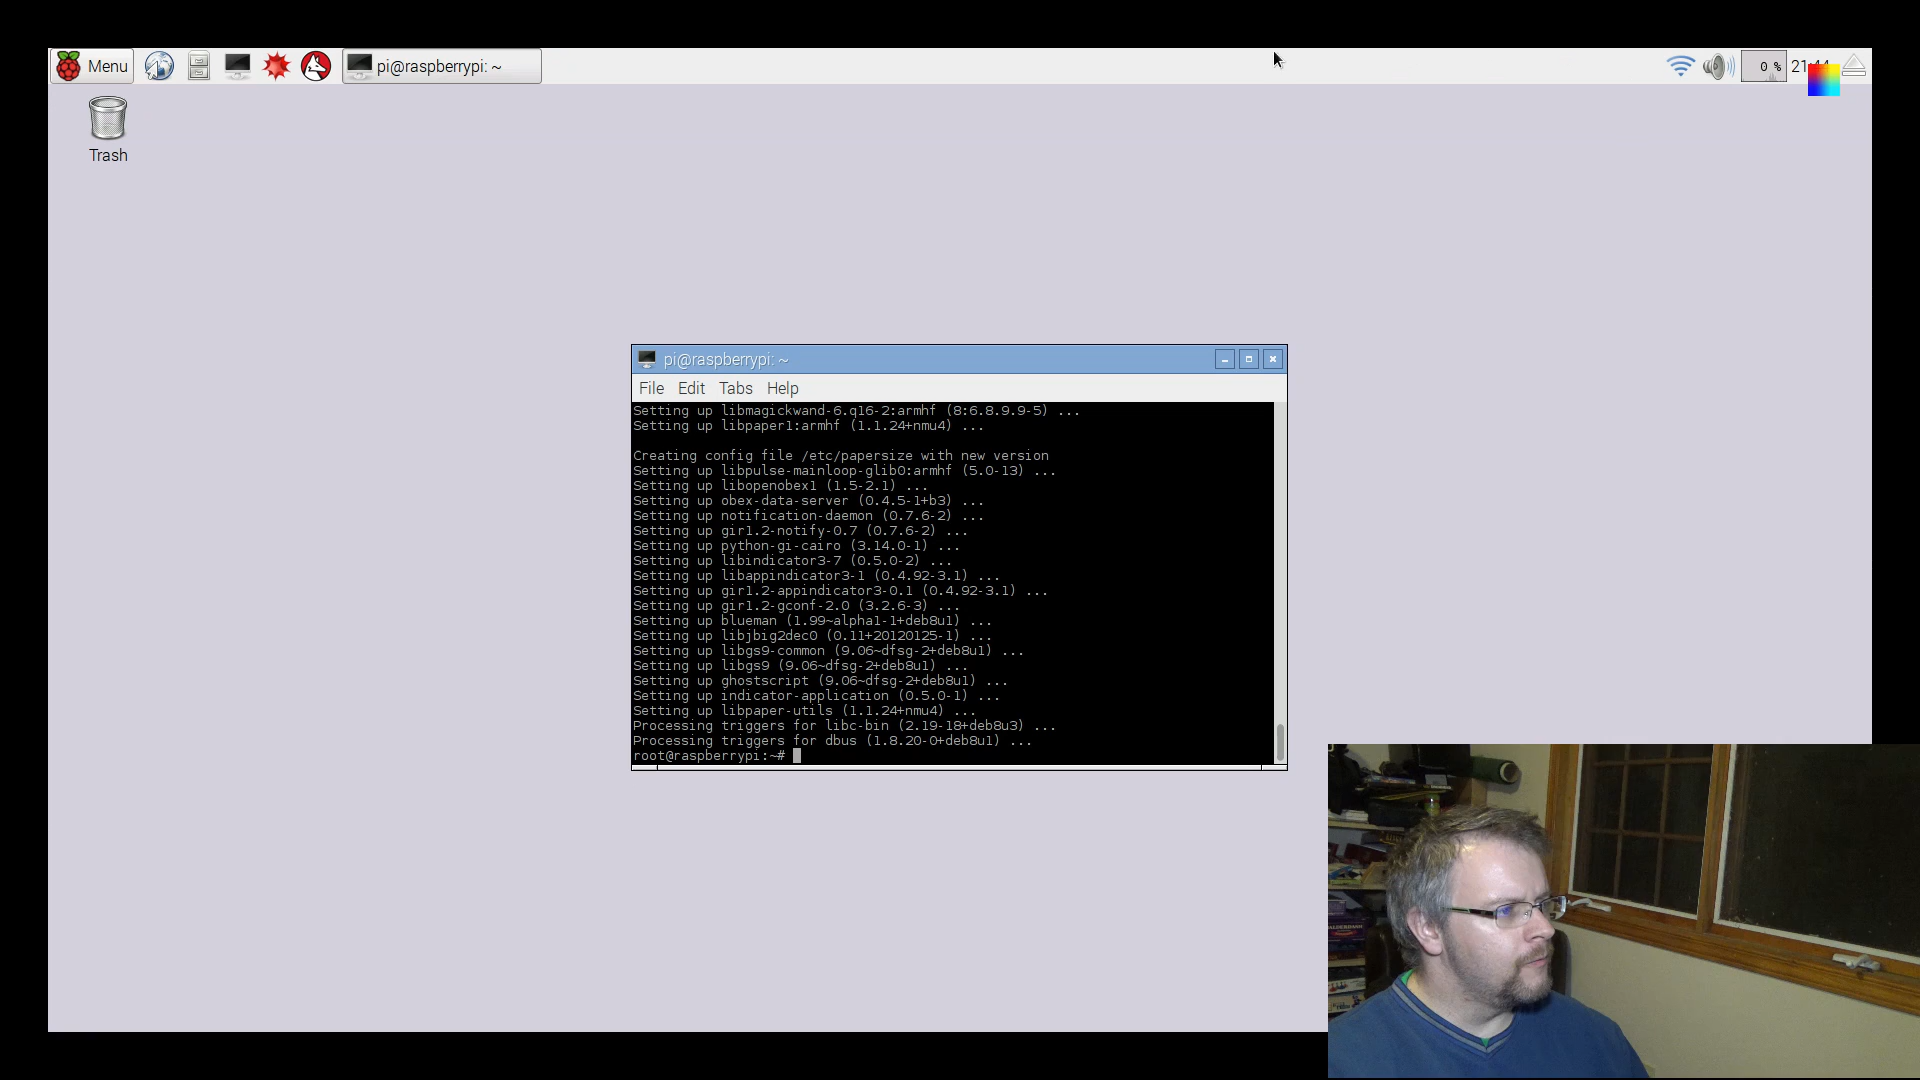 Menu
pi@raspberrypi: ~
0 %
Trash
pi@raspberrypi: ~
File Edit Tabs Help
Setting up libmagickwand-6.q16-2:armhf (8:6.8.9.9-5) ...
Setting up libpaper1:armhf (1.1.24+nmu4) ...
Creating config file /etc/papersize with new version
Setting up libpulse-mainloop-glib0:armhf (5.0-13) ...
Setting up libopenobex1 (1.5-2.1) ...
Setting up obex-data-server (0.4.5-1+b3) ...
Setting up notification-daemon (0.7.6-2) ...
Setting up gir1.2-notify-0.7 (0.7.6-2) ...
Setting up python-gi-cairo (3.14.0-1) ...
Setting up libindicator3-7 (0.5.0-2) ...
Setting up libappindicator3-1 (0.4.92-3.1) ...
Setting up gir1.2-appindicator3-0.1 (0.4.92-3.1) ...
Setting up gir1.2-gconf-2.0 (3.2.6-3) ...
Setting up blueman (1.99~alpha1-1+deb8u1) ...
Setting up libjbig2dec0 (0.11+20120125-1) ...
Setting up libgs9-common (9.06~dfsg-2+deb8u1) ...
Setting up libgs9 (9.06~dfsg-2+deb8u1) ...
Setting up ghostscript (9.06~dfsg-2+deb8u1) ...
Setting up indicator-application (0.5.0-1) ...
Setting up libpaper-utils (1.1.24+nmu4) ...
Processing triggers for libc-bin (2.19-18+deb8u3) ...
Processing triggers for dbus (1.8.20-0+deb8u1) ...
root@raspberrypi:~#